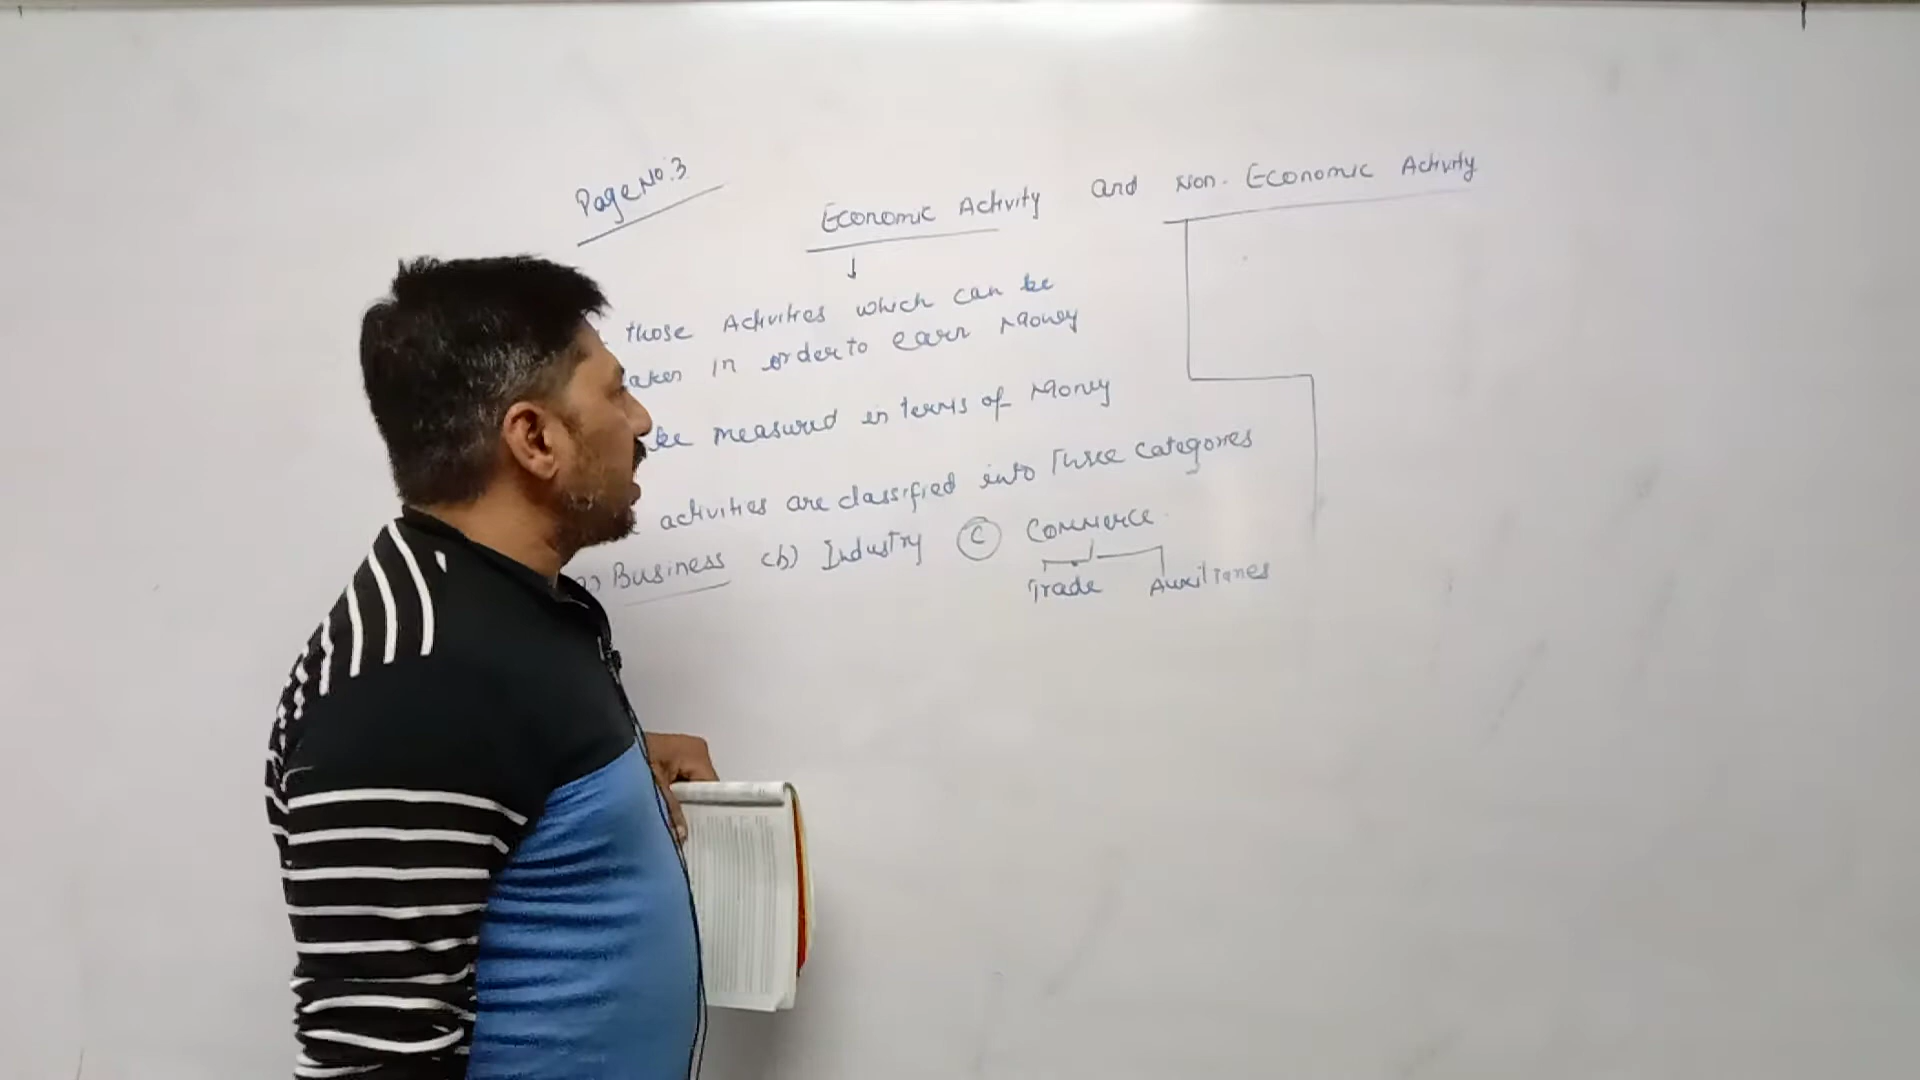 Page No: 3
Economic Activity and Non-Economic Activity
those Activities which can be
in order to earn Money
be measured in terms of Money
activities are classified into Three Categories
Business (b) Industry (C) Commerce
Trade Auxiliaries